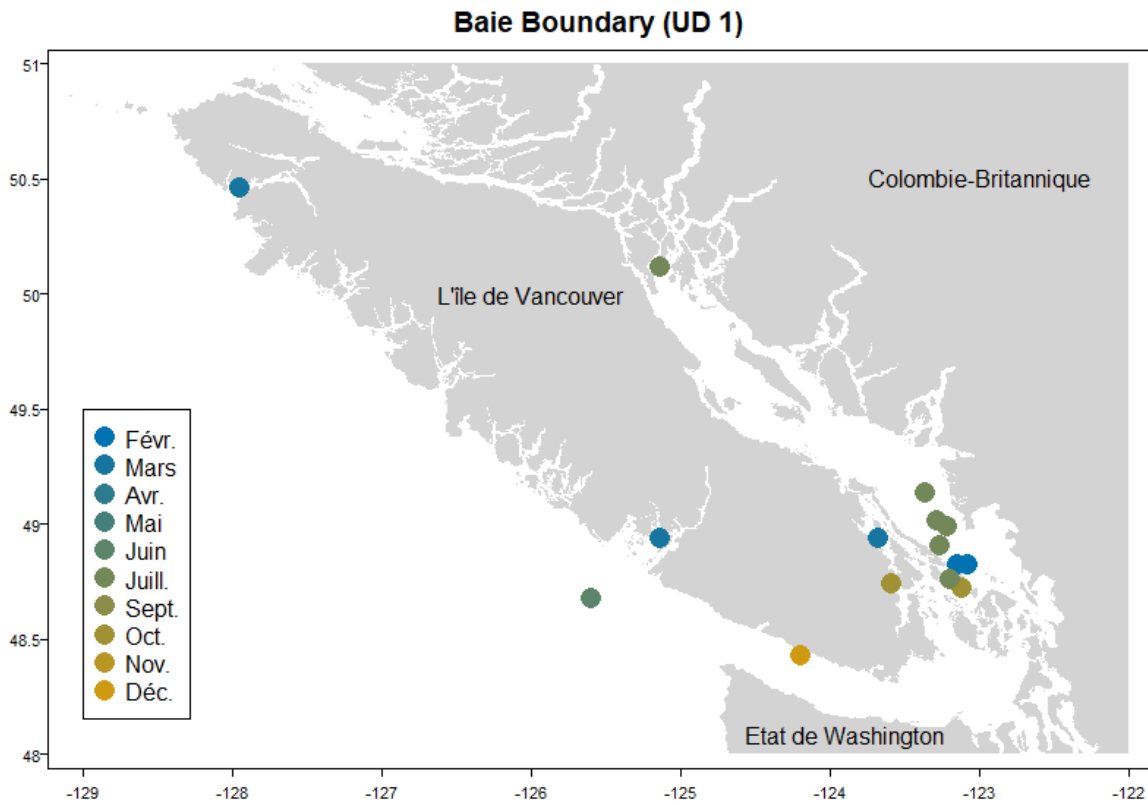 Baie Boundary (UD 1)
51
50.5
50
49.5
49
48.5
48
Colombie-Britannique
L'île de Vancouver
Etat de Washington
Févr.
Mars
Avr.
Mai
Juin
Juill.
Sept.
Oct.
Nov.
Déc.
-129
-128
-127
-126
-125
-124
-123
-122